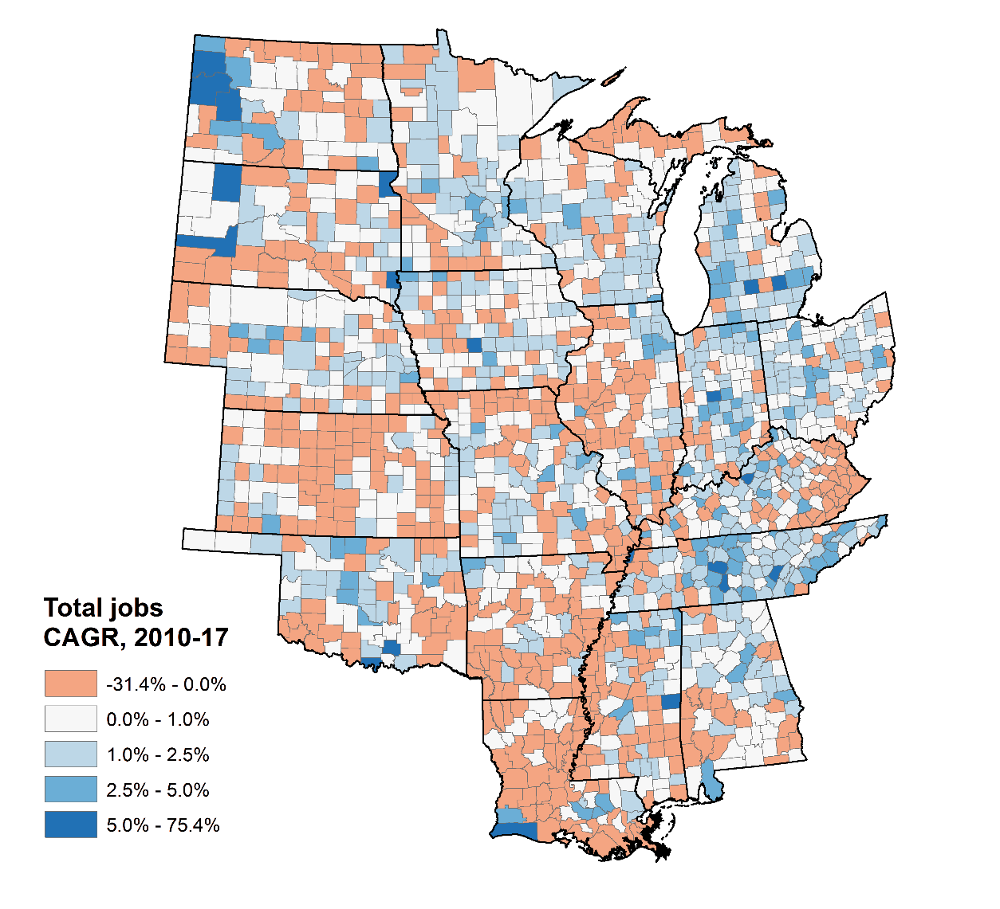 Total jobs
CAGR, 2010-17
-31.4% - 0.0%
0.0% - 1.0%
1.0% - 2.5%
2.5% - 5.0%
5.0% - 75.4%